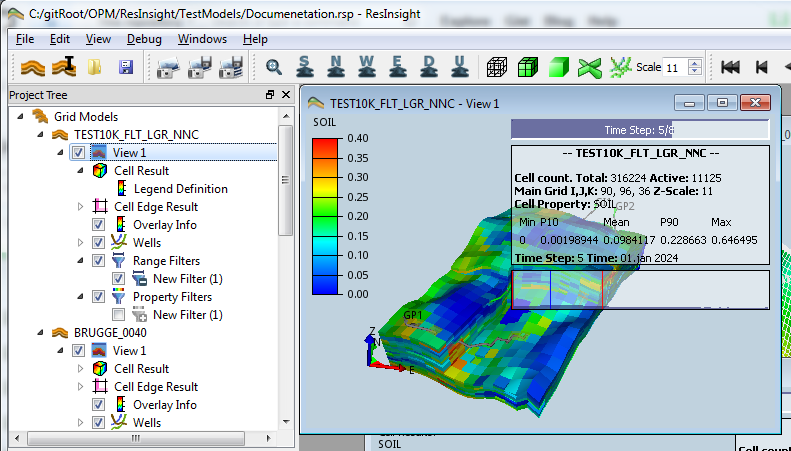 C:/gitRoot/OPM/ResInsight/TestModels/Documenetation.rsp - ResInsight
File Edit View Debug Windows Help
S N W E D U Scale 11
Project Tree
Grid Models
TEST10K_FLT_LGR_NNC
View 1
Cell Result
Legend Definition
Cell Edge Result
Overlay Info
Wells
Range Filters
New Filter (1)
Property Filters
New Filter (1)
BRUGGE_0040
View 1
Cell Result
Cell Edge Result
Overlay Info
Wells
TEST10K_FLT_LGR_NNC - View 1
SOIL
0.40
0.35
0.30
0.25
0.20
0.15
0.10
0.05
0.00
Time Step: 5/8
-- TEST10K_FLT_LGR_NNC --
Cell count. Total: 316224 Active: 11125
Main Grid I,J,K: 90, 96, 36 Z-Scale: 11
Cell Property: SOIL
GP2
Min P10 Mean P90 Max
0 0.00198944 0.0984117 0.228663 0.646495
Time Step: 5 Time: 01.jan 2024
GP1
Z
N
E
SOIL
Cell count